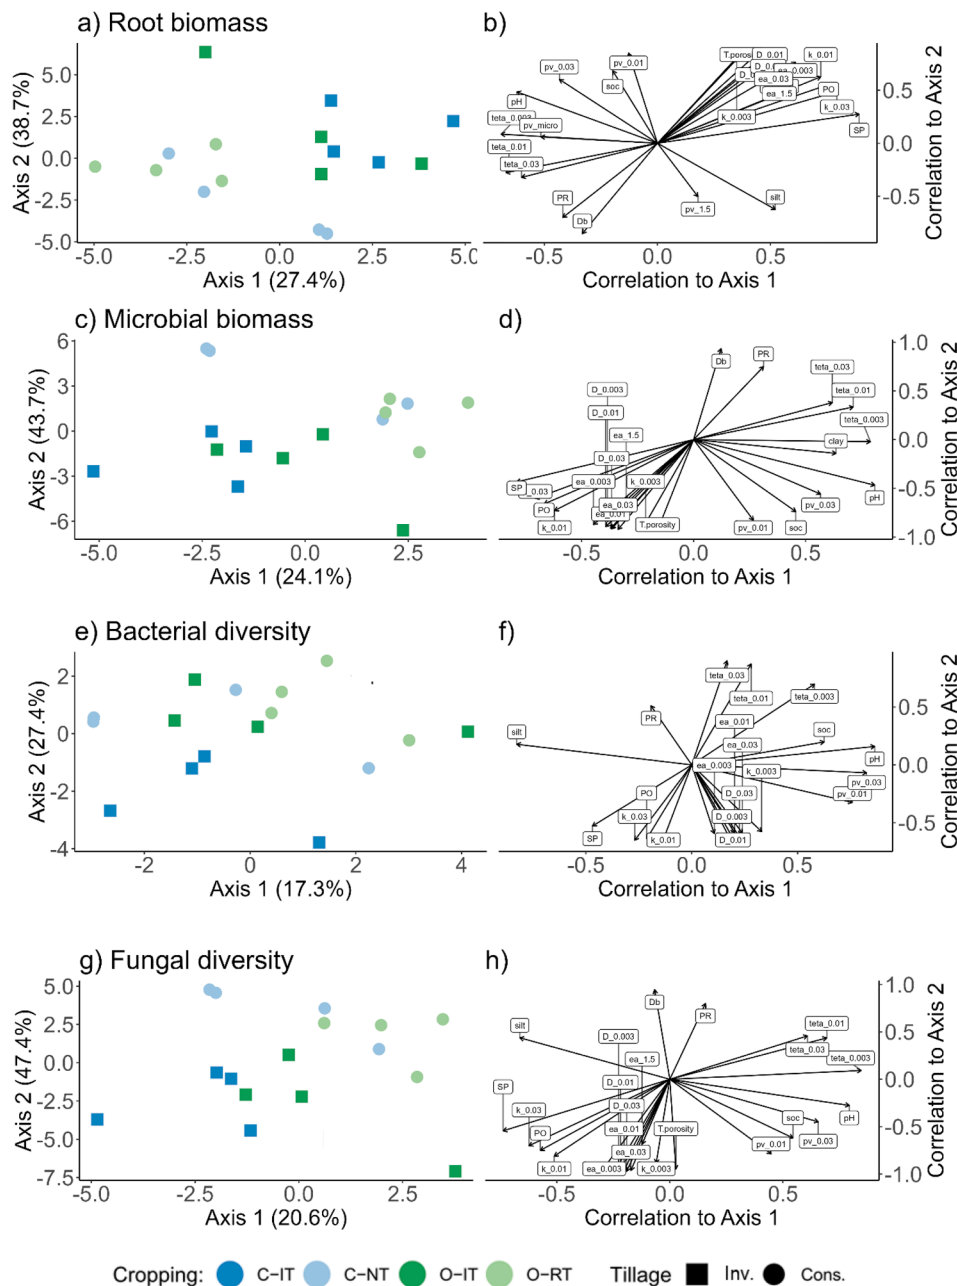 a) Root biomass
b)
5.0
2.5
0.0
-2.5
-5.0
Axis 2 (38.7%)
-5.0 -2.5 0.0 2.5 5.0
Axis 1 (27.4%)
T.porosi D_0.01 k_0.01
pv_0.03 pv_0.01
ea_0.003
ea_0.03
soc
ea_1.5
PO
pH
k_0.03
teta_0.003
k_0.003
pv_micro
SP
teta_0.01
teta_0.03
PR
silt
pv_1.5
Db
0.5
0.0
-0.5
Correlation to Axis 2
-0.5 0.0 0.5
Correlation to Axis 1
c) Microbial biomass
d)
6
3
0
-3
-6
Axis 2 (43.7%)
-5.0 -2.5 0.0 2.5
Axis 1 (24.1%)
Db
PR
teta_0.03
D_0.003
teta_0.01
D_0.01
teta_0.003
ea_1.5
clay
D_0.03
SP
ea_0.003
k_0.003
pH
_0.03
ea_0.03
pv_0.03
PO
ea_0.01
k_0.01
T.porosity
pv_0.01
soc
1.0
0.5
0.0
-0.5
-1.0
Correlation to Axis 2
-0.5 0.0 0.5
Correlation to Axis 1
e) Bacterial diversity
f)
2
0
-2
-4
Axis 2 (27.4%)
-2 0 2 4
Axis 1 (17.3%)
teta_0.03
teta_0.01
teta_0.003
PR
ea_0.01
silt
soc
ea_0.03
pH
ea_0.003
k_0.003
pv_0.03
PO
D_0.03
pv_0.01
k_0.03
D_0.003
SP
k_0.01
D_0.01
0.5
0.0
-0.5
Correlation to Axis 2
-0.5 0.0 0.5
Correlation to Axis 1
g) Fungal diversity
h)
5.0
2.5
0.0
-2.5
-5.0
-7.5
Axis 2 (47.4%)
-5.0 -2.5 0.0 2.5
Axis 1 (20.6%)
Db
PR
silt
teta_0.01
D_0.003
teta_0.03
ea_1.5
teta_0.003
SP
D_0.01
k_0.03
D_0.03
soc
pH
PO
ea_0.01
T.porosity
pv_0.01
pv_0.03
ea_0.03
k_0.01
ea_0.003
k_0.003
1.0
0.5
0.0
-0.5
-1.0
Correlation to Axis 2
-0.5 0.0 0.5
Correlation to Axis 1
Cropping: C-IT C-NT O-IT O-RT Tillage Inv. Cons.